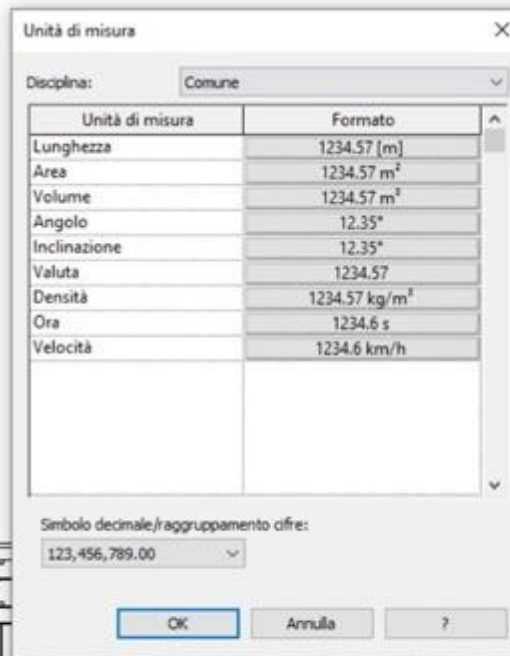 Unità di misura
Disciplina: Comune
Unità di misura Formato
Lunghezza 1234.57 [m]
Area 1234.57 m²
Volume 1234.57 m³
Angolo 12.35°
Inclinazione 12.35°
Valuta 1234.57
Densità 1234.57 kg/m³
Ora 1234.6 s
Velocità 1234.6 km/h
Simbolo decimale/raggruppamento cifre:
123,456,789.00
OK Annulla ?